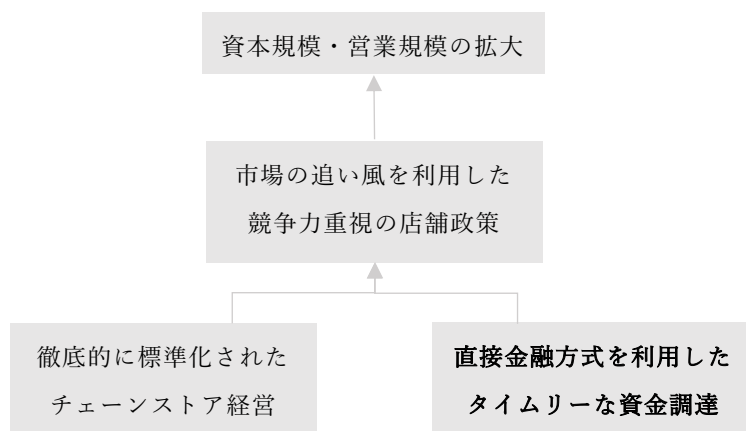 資本規模・営業規模の拡大
市場の追い風を利用した
競争力重視の店舗政策
徹底的に標準化された
チェーンストア経営
直接金融方式を利用した
タイムリーな資金調達